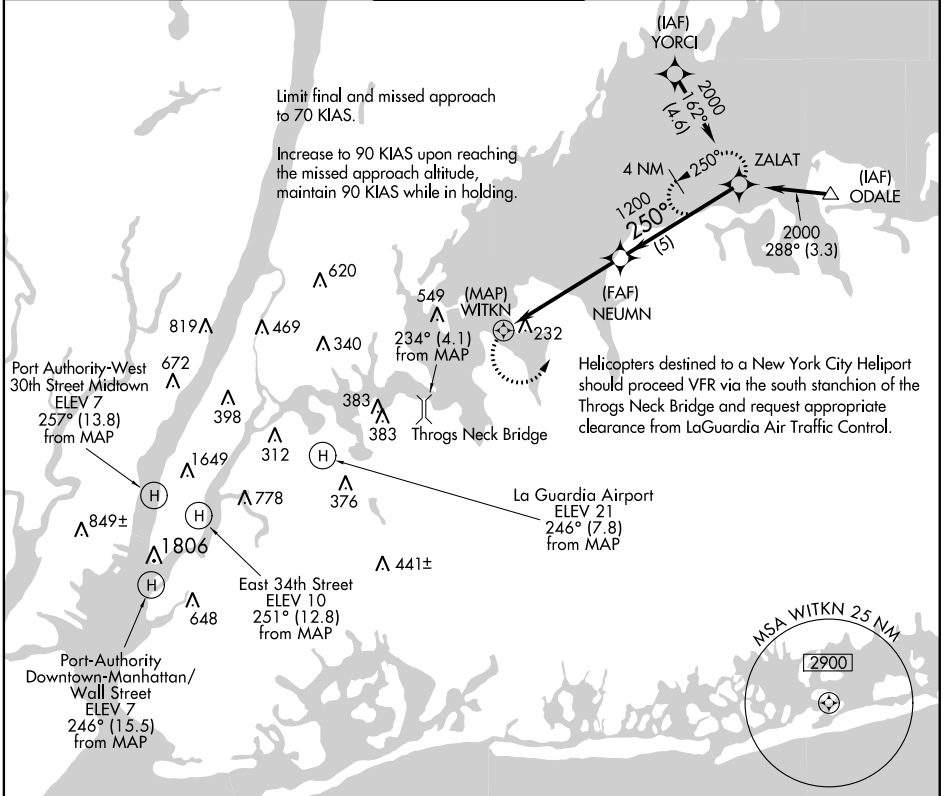 (IAF)
YORCI
2000
162°
(4.6)
Limit final and missed approach
to 70 KIAS.
Increase to 90 KIAS upon reaching
the missed approach altitude,
maintain 90 KIAS while in holding.
4 NM
250°
ZALAT
(IAF)
ODALE
2000
288° (3.3)
1200
250°
(5)
(FAF)
NEUMN
(MAP)
WITKN
232
620
549
234° (4.1)
from MAP
819
469
340
672
Port Authority-West
30th Street Midtown
ELEV 7
257° (13.8)
from MAP
398
383
383
Throgs Neck Bridge
Helicopters destined to a New York City Heliport
should proceed VFR via the south stanchion of the
Throgs Neck Bridge and request appropriate
clearance from LaGuardia Air Traffic Control.
312
H
1649
376
778
H
H
La Guardia Airport
ELEV 21
246° (7.8)
from MAP
849±
1806
441±
H
East 34th Street
ELEV 10
251° (12.8)
from MAP
648
Port-Authority
Downtown-Manhattan/
Wall Street
ELEV 7
246° (15.5)
from MAP
MSA WITKN 25 NM
2900